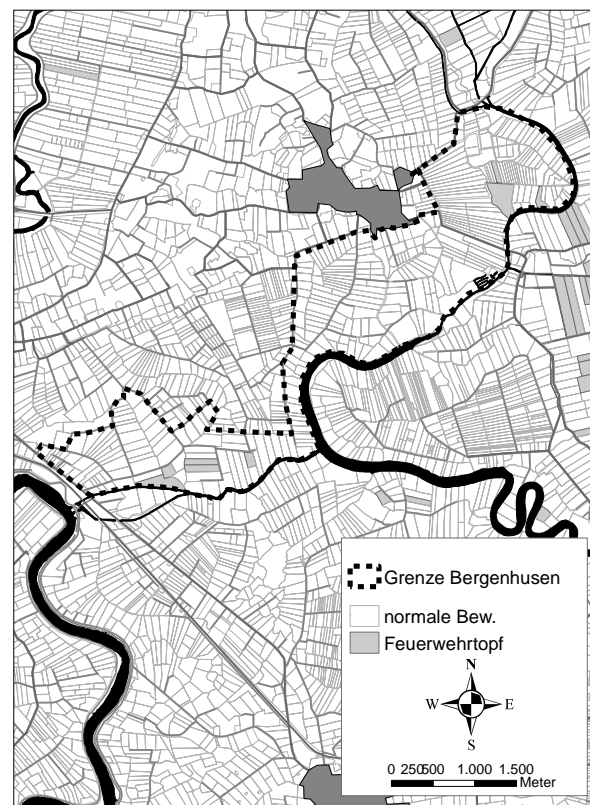 Grenze Bergenhusen
normale Bew.
Feuerwehrtopf
N
W E
S
0 250500 1.000 1.500
Meter